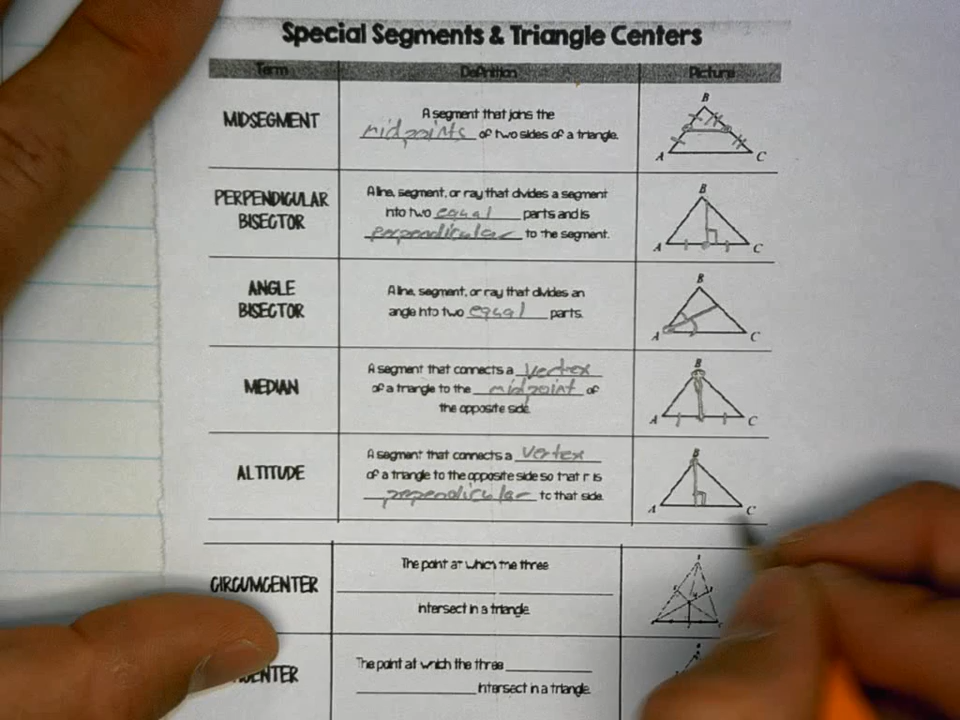 Special Segments & Triangle Centers
Term Definition Picture
MIDSEGMENT
A segment that joins the
midpoints of two sides of a triangle.
B
A C
PERPENDICULAR
BISECTOR
A line, segment, or ray that divides a segment
into two equal parts and is
perpendicular to the segment.
B
A C
ANGLE
BISECTOR
A line, segment, or ray that divides an
angle into two equal parts.
B
A C
MEDIAN
A segment that connects a vertex
of a triangle to the midpoint of
the opposite side.
B
A C
ALTITUDE
A segment that connects a vertex
of a triangle to the opposite side so that it is
perpendicular to that side.
B
A C
CIRCUMCENTER
The point at which the three
intersect in a triangle.
The point at which the three
intersect in a triangle.